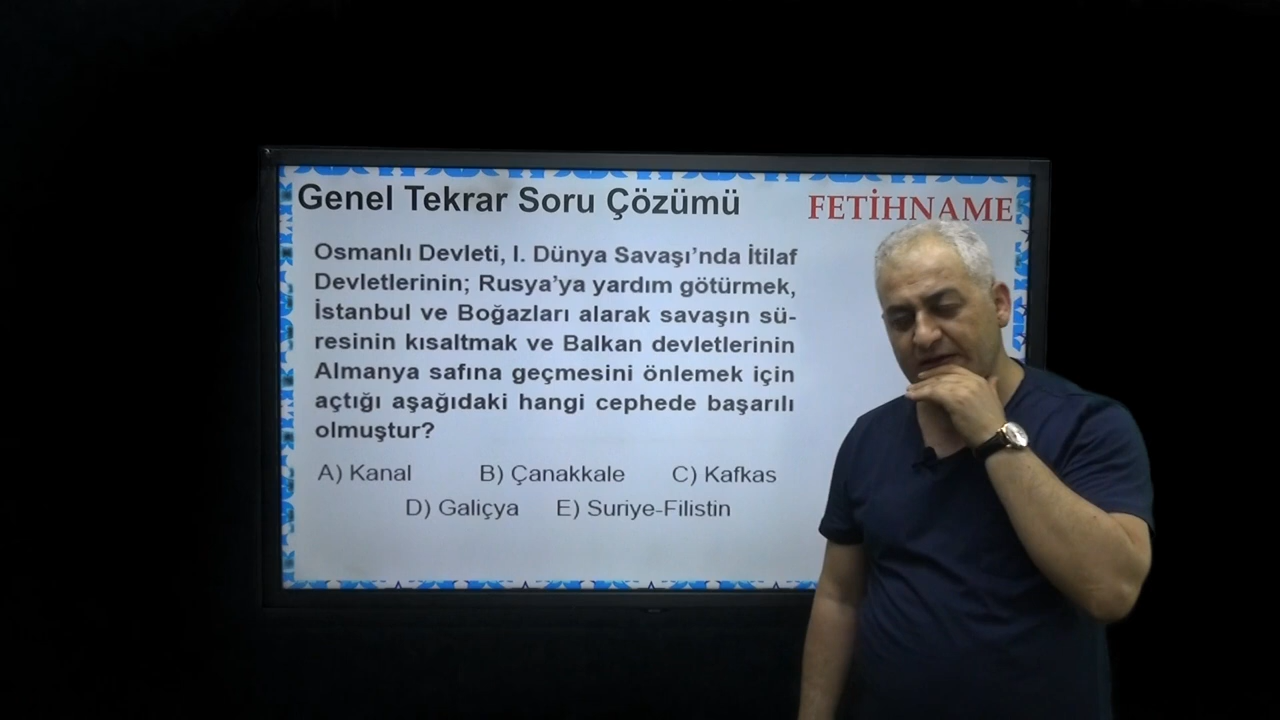 Genel Tekrar Soru Çözümü
FETİHNAME
Osmanlı Devleti, I. Dünya Savaşı’nda İtilaf
Devletlerinin; Rusya’ya yardım götürmek,
İstanbul ve Boğazları alarak savaşın sü-
resinin kısaltmak ve Balkan devletlerinin
Almanya safına geçmesini önlemek için
açtığı aşağıdaki hangi cephede başarılı
olmuştur?
A) Kanal B) Çanakkale C) Kafkas
D) Galiçya E) Suriye-Filistin